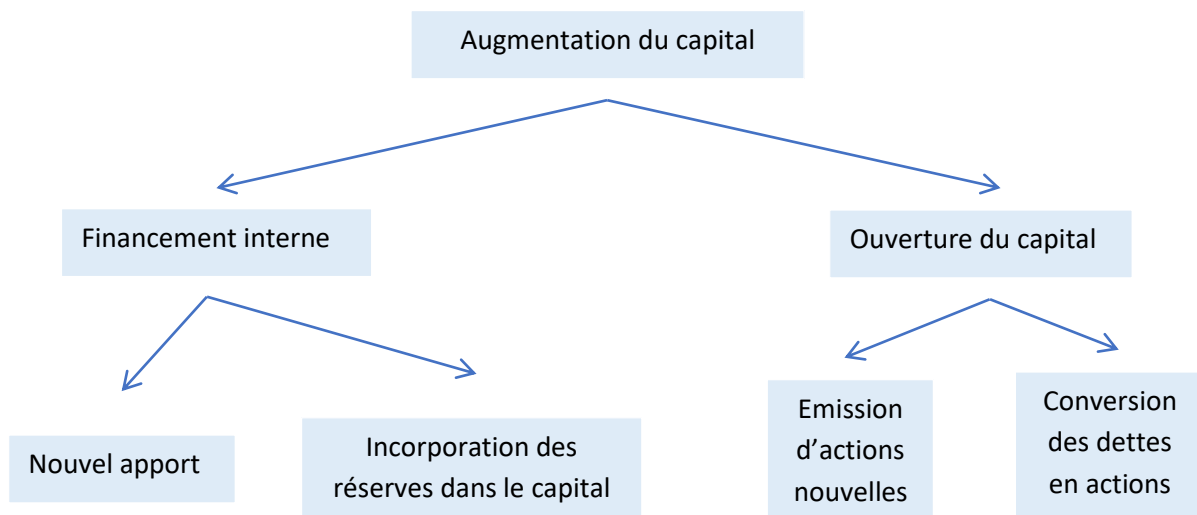 Augmentation du capital
Financement interne
Ouverture du capital
Nouvel apport
Incorporation des
réserves dans le capital
Emission
d’actions
nouvelles
Conversion
des dettes
en actions